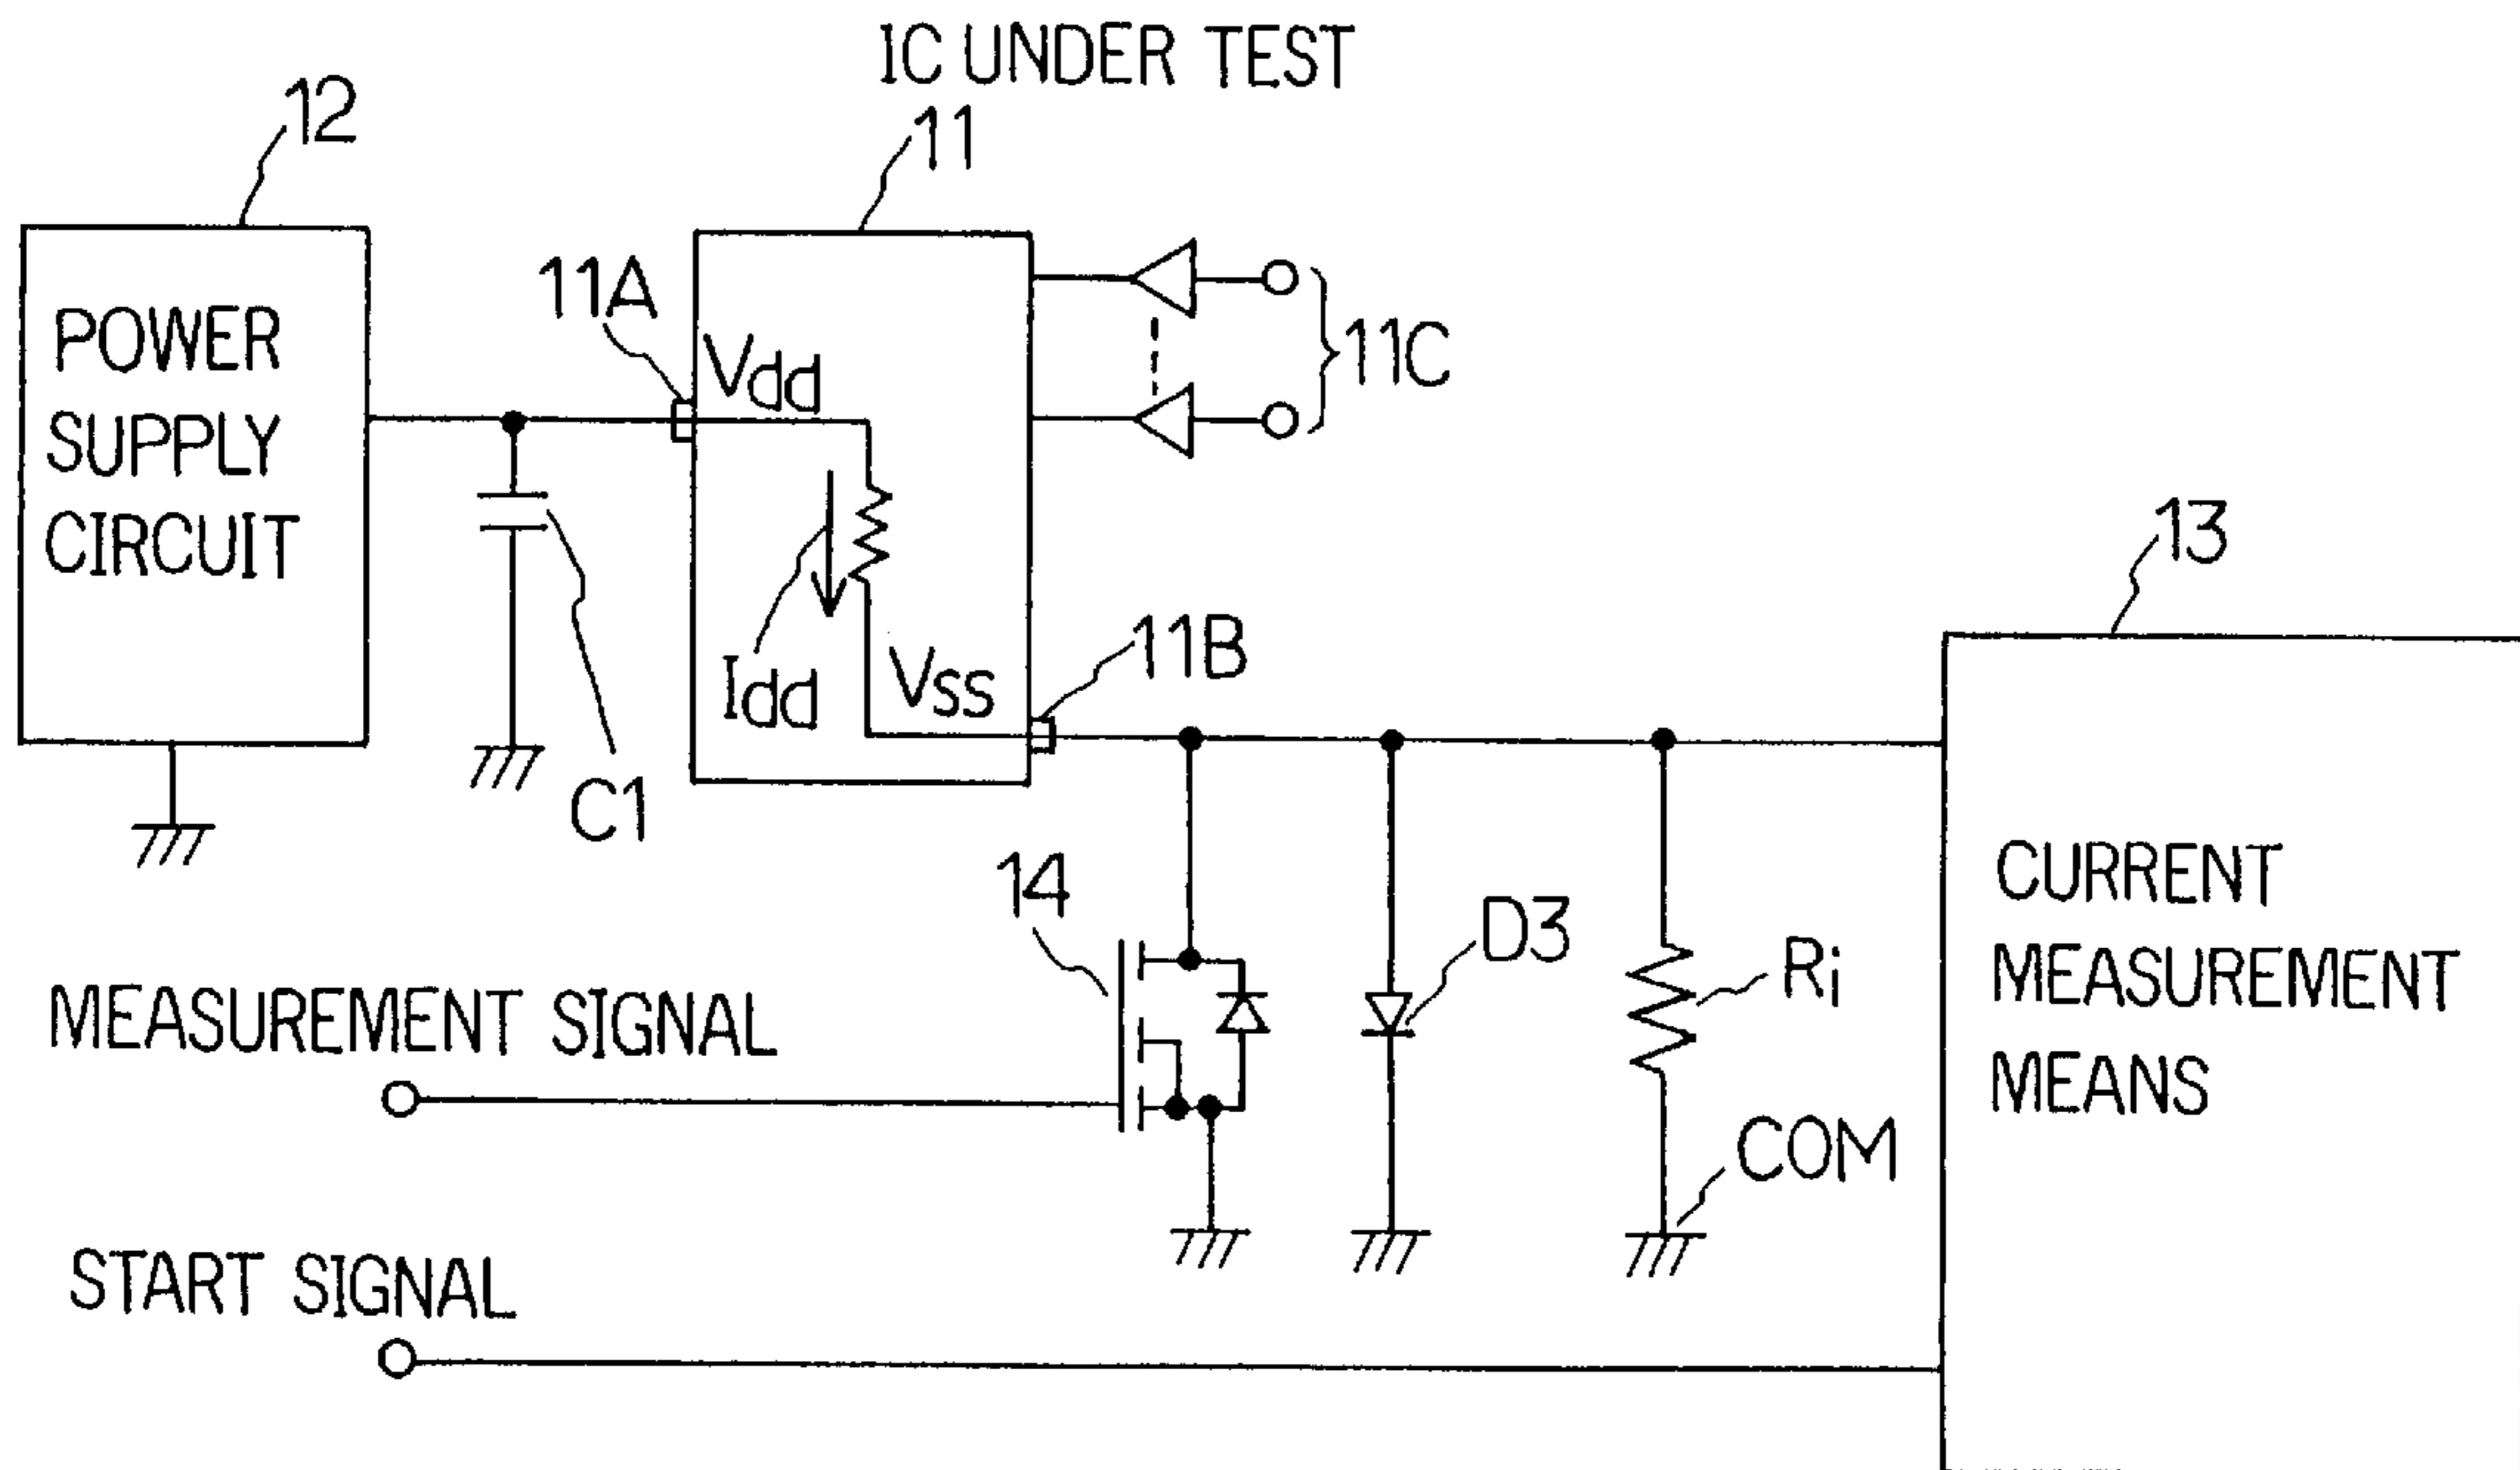 IC UNDER TEST
12
11
11A
11C
POWER
SUPPLY
CIRCUIT
Vdd
Idd
Vss
11B
C1
13
14
D3
Ri
COM
CURRENT
MEASUREMENT
MEANS
MEASUREMENT SIGNAL
START SIGNAL